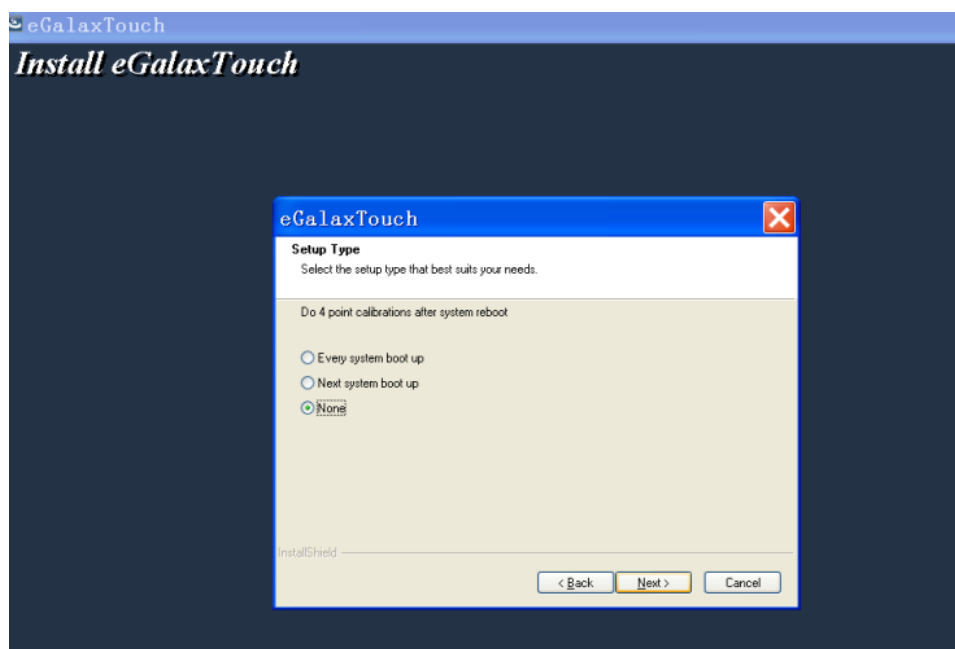 eGalaxTouch
Install eGalaxTouch
eGalaxTouch
Setup Type
Select the setup type that best suits your needs.
Do 4 point calibrations after system reboot
Every system boot up
Next system boot up
None
InstallShield
< Back Next > Cancel